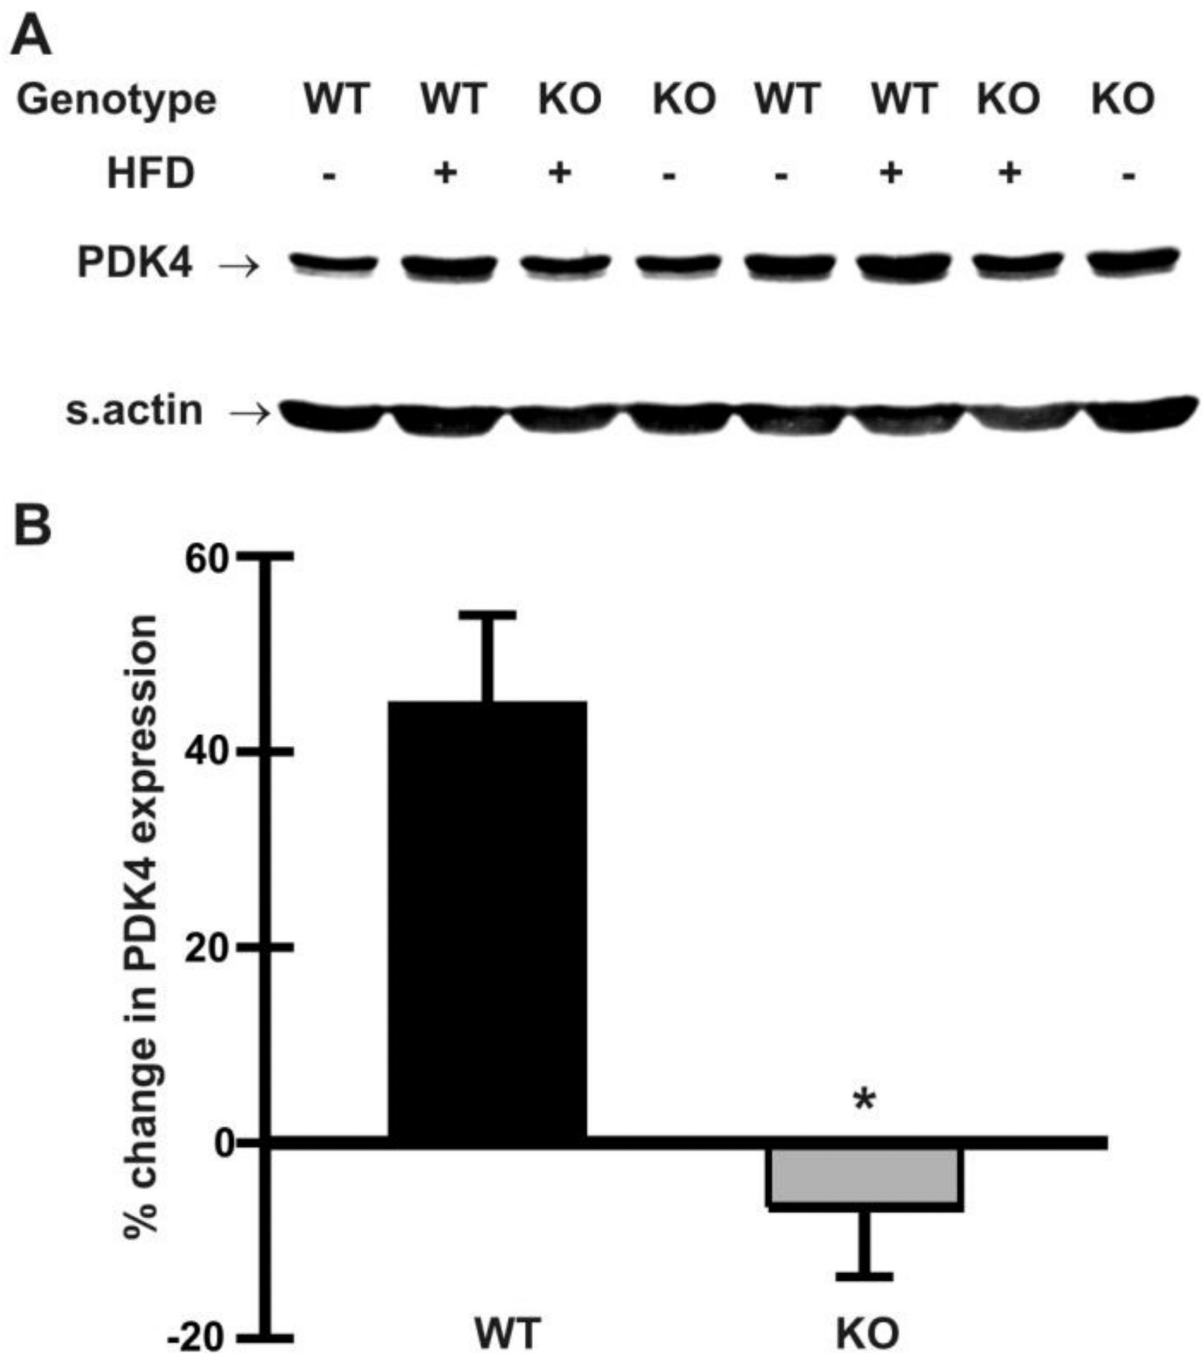 A
Genotype WT WT KO KO WT WT KO KO
HFD - + + - - + + -
PDK4 →
s.actin →
B
% change in PDK4 expression
60
40
20
0
-20
*
WT KO